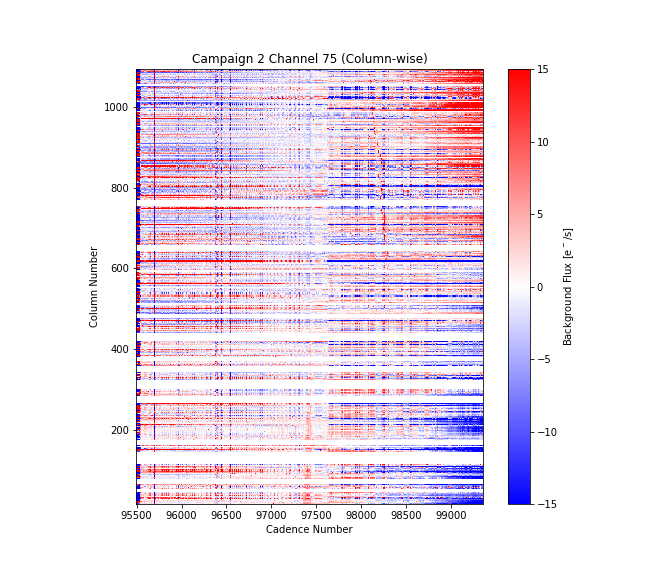 Campaign 2 Channel 75 (Column-wise)
1000
800
600
400
200
Column Number
95500 96000 96500 97000 97500 98000 98500 99000
Cadence Number
15
10
5
0
−5
−10
−15
Background Flux [e⁻/s]